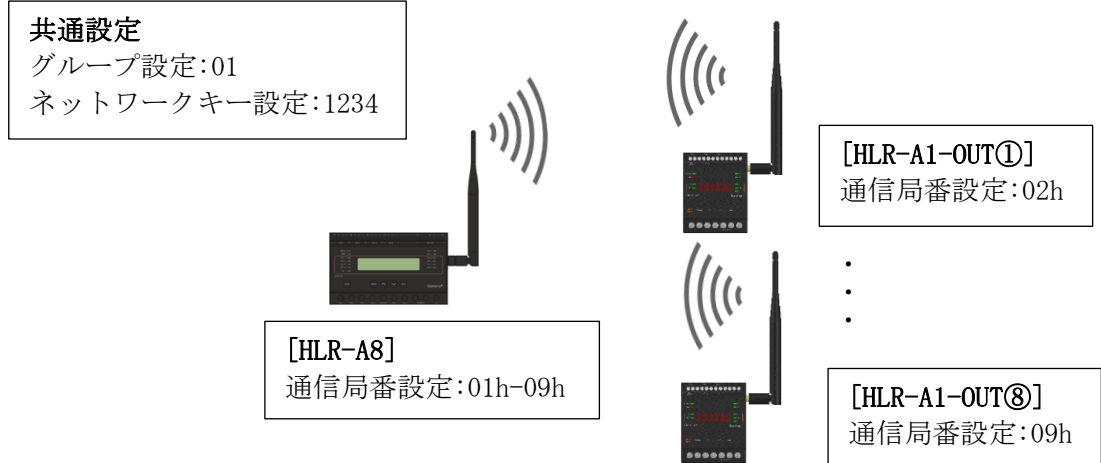 共通設定
グループ設定:01
ネットワークキー設定:1234
[HLR-A1-OUT①]
通信局番設定:02h
[HLR-A8]
通信局番設定:01h-09h
[HLR-A1-OUT⑧]
通信局番設定:09h